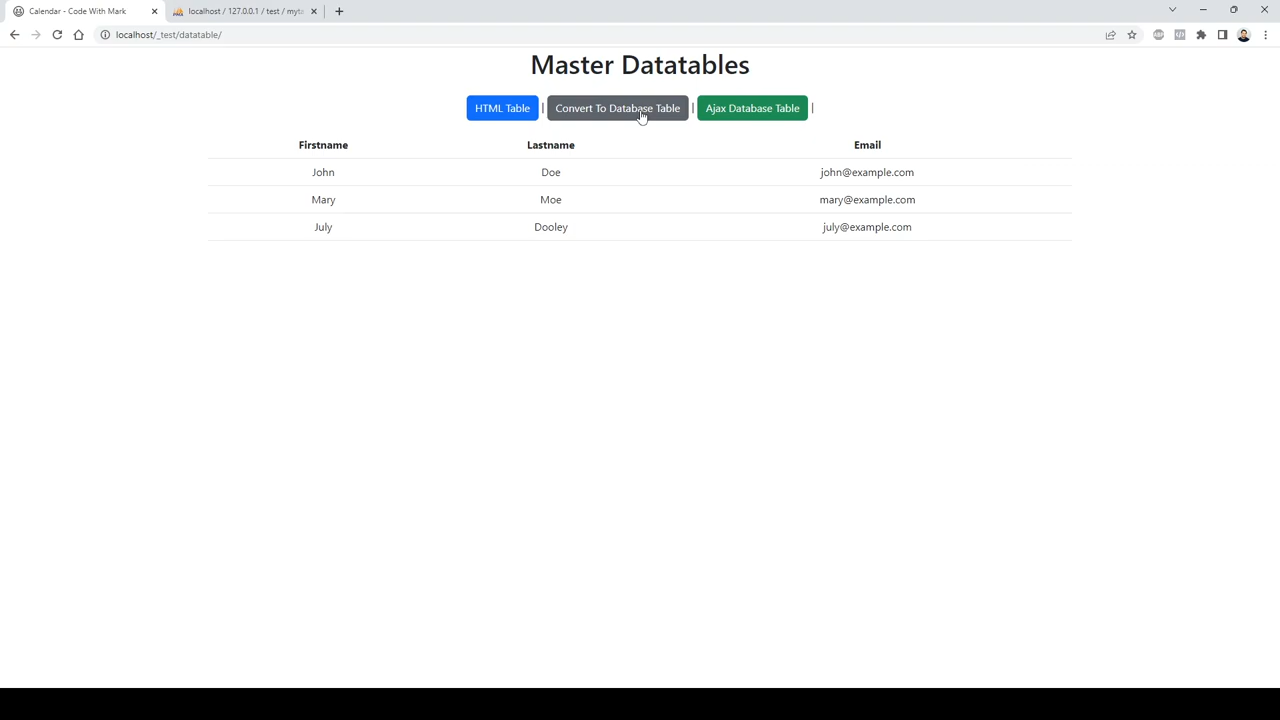 Calendar - Code With Mark
localhost / 127.0.0.1 / test / myta
localhost/_test/datatable/
Master Datatables
HTML Table | Convert To Database Table | Ajax Database Table |
Firstname Lastname Email
John Doe john@example.com
Mary Moe mary@example.com
July Dooley july@example.com